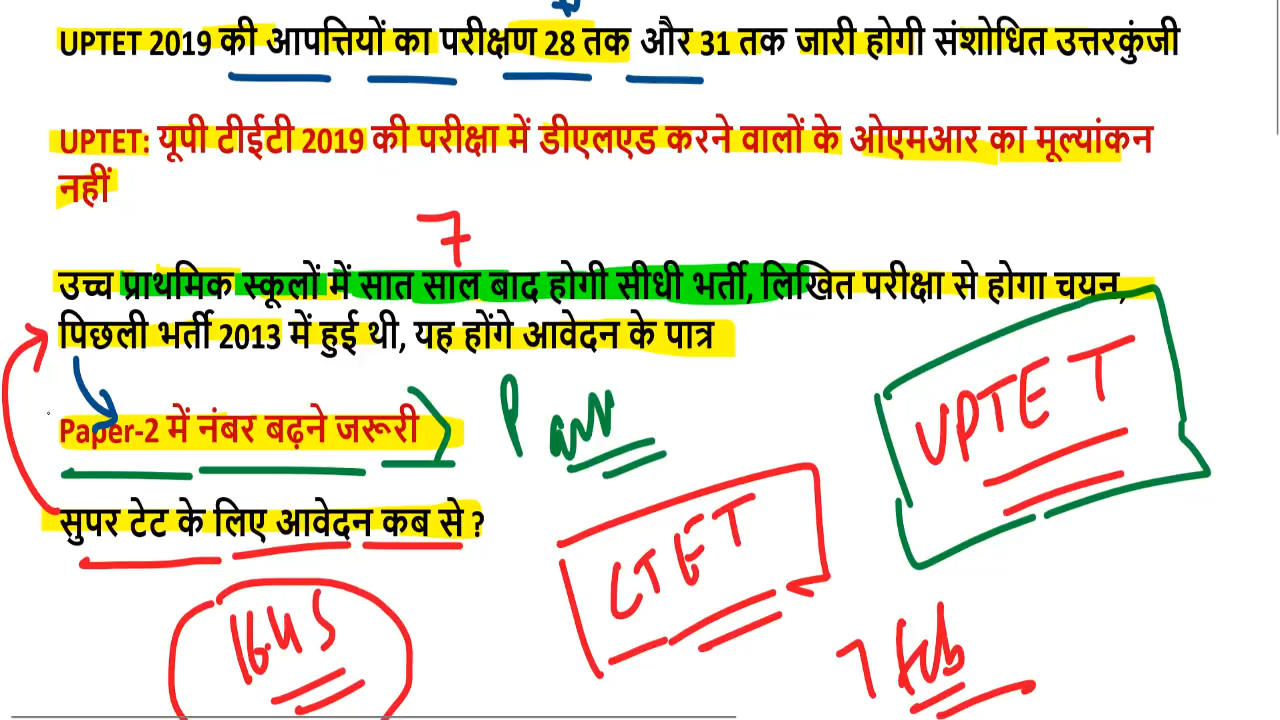 UPTET 2019 की आपत्तियों का परीक्षण 28 तक और 31 तक जारी होगी संशोधित उत्तरकुंजी
UPTET: यूपी टीईटी 2019 की परीक्षा में डीएलएड करने वालों के ओएमआर का मूल्यांकन
नहीं
7
उच्च प्राथमिक स्कूलों में सात साल बाद होगी सीधी भर्ती, लिखित परीक्षा से होगा चयन,
पिछली भर्ती 2013 में हुई थी, यह होंगे आवेदन के पात्र
Paper-2 में नंबर बढ़ने जरूरी
UPTET
सुपर टेट के लिए आवेदन कब से ?
CTET
7 Feb